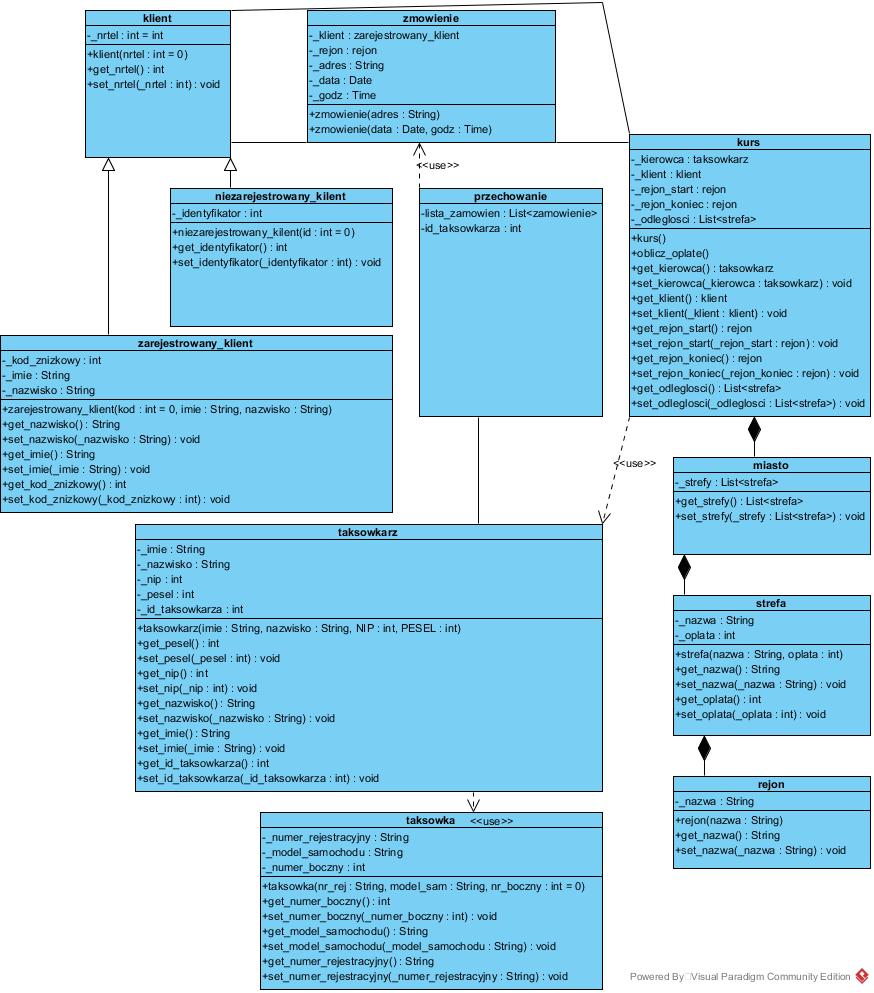 klient
-_nrtel : int = int
+klient(nrtel : int = 0)
+get_nrtel() : int
+set_nrtel(_nrtel : int) : void
zmowienie
-_klient : zarejestrowany_klient
-_rejon : rejon
-_adres : String
-_data : Date
-_godz : Time
+zmowienie(adres : String)
+zmowienie(data : Date, godz : Time)
kurs
-_kierowca : taksowkarz
-_klient : klient
-_rejon_start : rejon
-_rejon_koniec : rejon
-_odleglosci : List<strefa>
+kurs()
+oblicz_oplate()
+get_kierowca() : taksowkarz
+set_kierowca(_kierowca : taksowkarz) : void
+get_klient() : klient
+set_klient(_klient : klient) : void
+get_rejon_start() : rejon
+set_rejon_start(_rejon_start : rejon) : void
+get_rejon_koniec() : rejon
+set_rejon_koniec(_rejon_koniec : rejon) : void
+get_odleglosci() : List<strefa>
+set_odleglosci(_odleglosci : List<strefa>) : void
<<use>>
niezarejestrowany_kilent
-_identyfikator : int
+niezarejestrowany_kilent(id : int = 0)
+get_identyfikator() : int
+set_identyfikator(_identyfikator : int) : void
przechowanie
-lista_zamowien : List<zamowienie>
-id_taksowkarza : int
zarejestrowany_klient
-_kod_znizkowy : int
-_imie : String
-_nazwisko : String
+zarejestrowany_klient(kod : int = 0, imie : String, nazwisko : String)
+get_nazwisko() : String
+set_nazwisko(_nazwisko : String) : void
+get_imie() : String
+set_imie(_imie : String) : void
+get_kod_znizkowy() : int
+set_kod_znizkowy(_kod_znizkowy : int) : void
<<use>>
miasto
-_strefy : List<strefa>
+get_strefy() : List<strefa>
+set_strefy(_strefy : List<strefa>) : void
taksowkarz
-_imie : String
-_nazwisko : String
-_nip : int
-_pesel : int
-_id_taksowkarza : int
+taksowkarz(imie : String, nazwisko : String, NIP : int, PESEL : int)
+get_pesel() : int
+set_pesel(_pesel : int) : void
+get_nip() : int
+set_nip(_nip : int) : void
+get_nazwisko() : String
+set_nazwisko(_nazwisko : String) : void
+get_imie() : String
+set_imie(_imie : String) : void
+get_id_taksowkarza() : int
+set_id_taksowkarza(_id_taksowkarza : int) : void
strefa
-_nazwa : String
-_oplata : int
+strefa(nazwa : String, oplata : int)
+get_nazwa() : String
+set_nazwa(_nazwa : String) : void
+get_oplata() : int
+set_oplata(_oplata : int) : void
rejon
-_nazwa : String
+rejon(nazwa : String)
+get_nazwa() : String
+set_nazwa(_nazwa : String) : void
taksowka
<<use>>
-_numer_rejestracyjny : String
-_model_samochodu : String
-_numer_boczny : int
+taksowka(nr_rej : String, model_sam : String, nr_boczny : int = 0)
+get_numer_boczny() : int
+set_numer_boczny(_numer_boczny : int) : void
+get_model_samochodu() : String
+set_model_samochodu(_model_samochodu : String) : void
+get_numer_rejestracyjny() : String
+set_numer_rejestracyjny(_numer_rejestracyjny : String) : void
Powered By Visual Paradigm Community Edition